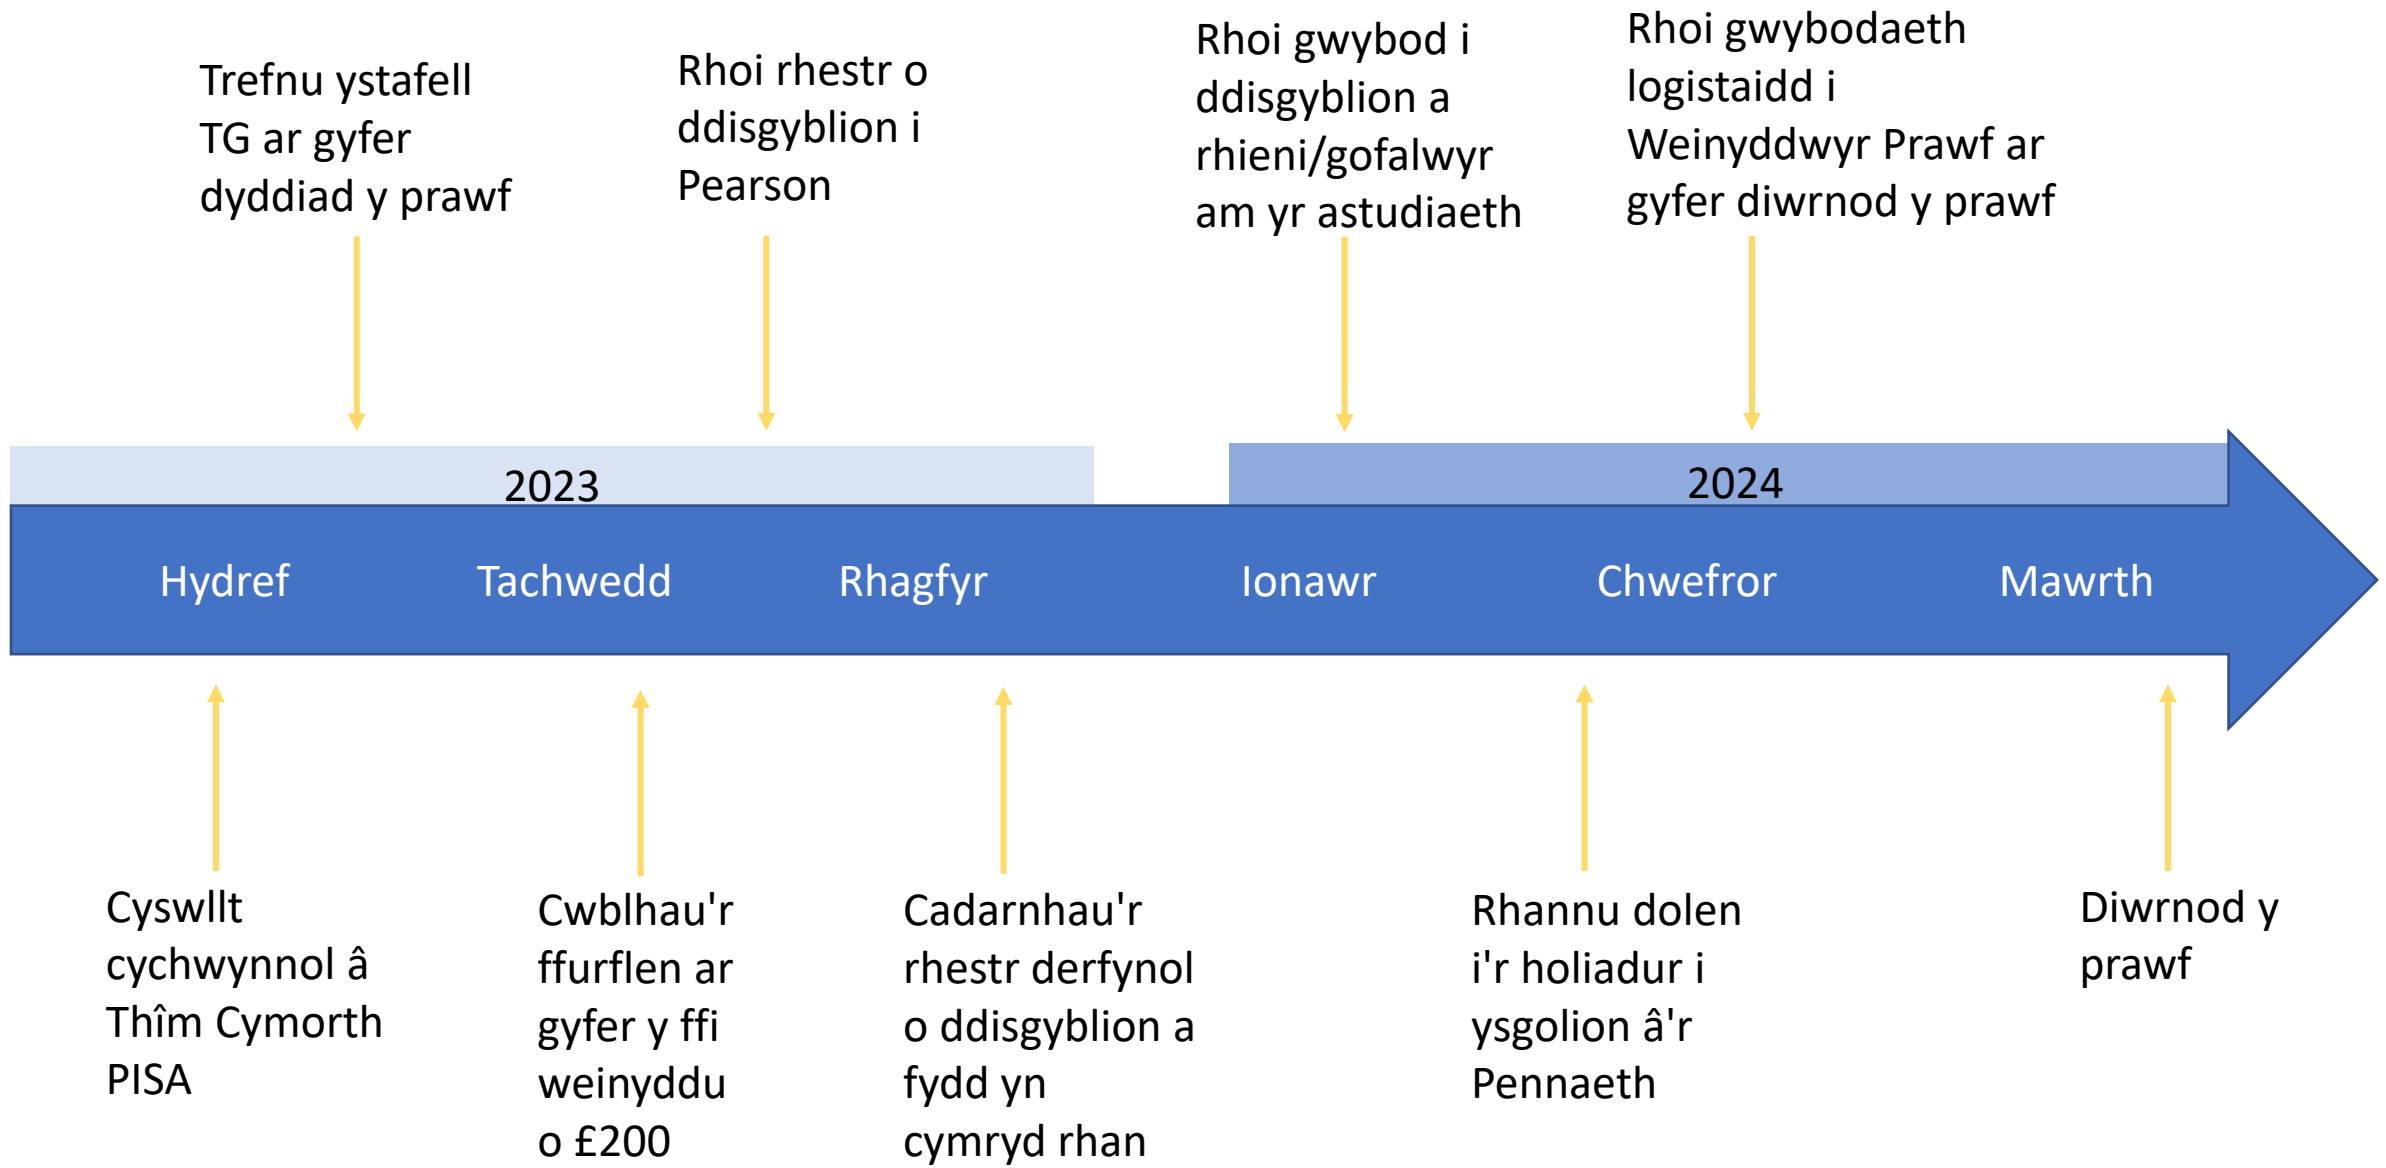 Trefnu ystafell
TG ar gyfer
dyddiad y prawf
Rhoi rhestr o
ddisgyblion i
Pearson
Rhoi gwybod i
ddisgyblion a
rhieni/gofalwyr
am yr astudiaeth
Rhoi gwybodaeth
logistaidd i
Weinyddwyr Prawf ar
gyfer diwrnod y prawf
2023
2024
Hydref
Tachwedd
Rhagfyr
Ionawr
Chwefror
Mawrth
Cyswllt
cychwynnol â
Thîm Cymorth
PISA
Cwblhau'r
ffurflen ar
gyfer y ffi
weinyddu
o £200
Cadarnhau'r
rhestr derfynol
o ddisgyblion a
fydd yn
cymryd rhan
Rhannu dolen
i'r holiadur i
ysgolion â'r
Pennaeth
Diwrnod y
prawf